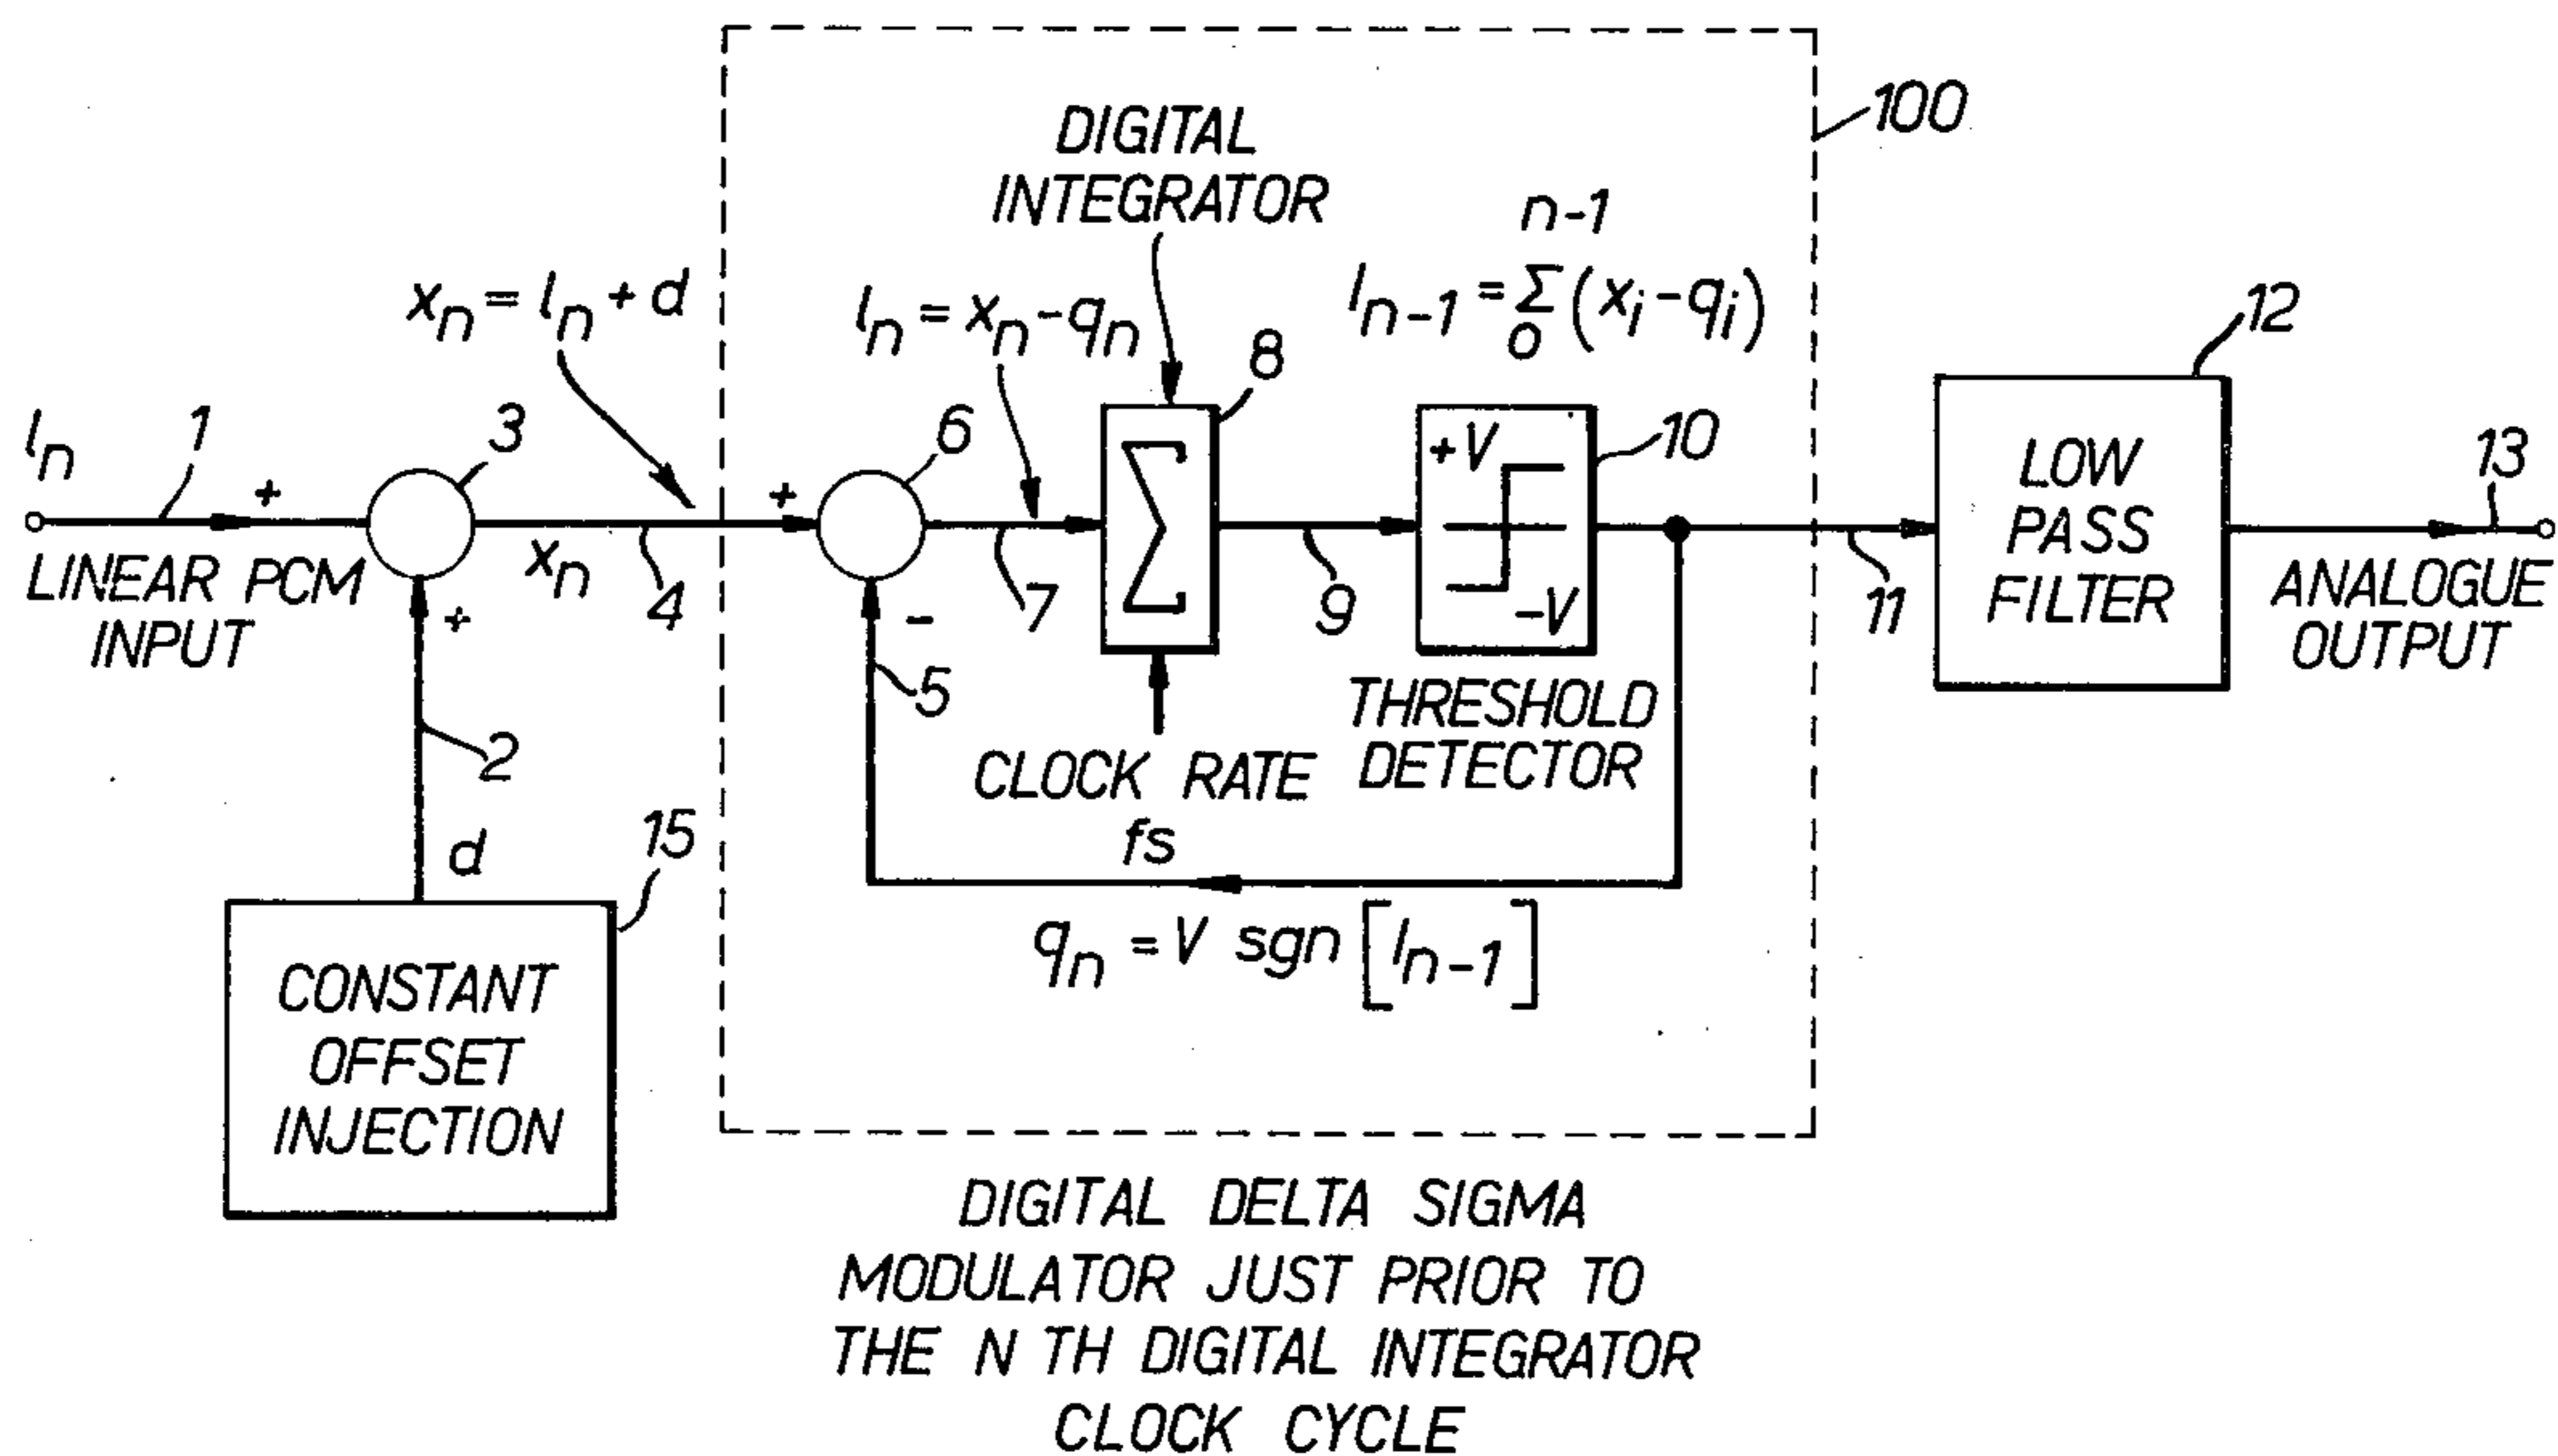 100
DIGITAL
INTEGRATOR
xₙ = lₙ + d
lₙ = xₙ - qₙ
n-1
lₙ₋₁ = Σ (xᵢ - qᵢ)
0
8
12
lₙ
1
3
6
+V
10
LOW
PASS
FILTER
13
+
+
LINEAR PCM
INPUT
xₙ
4
+
-
7
9
-V
11
ANALOGUE
OUTPUT
5
2
THRESHOLD
DETECTOR
CLOCK RATE
fs
d
15
qₙ = V sgn [lₙ₋₁]
CONSTANT
OFFSET
INJECTION
DIGITAL DELTA SIGMA
MODULATOR JUST PRIOR TO
THE N TH DIGITAL INTEGRATOR
CLOCK CYCLE